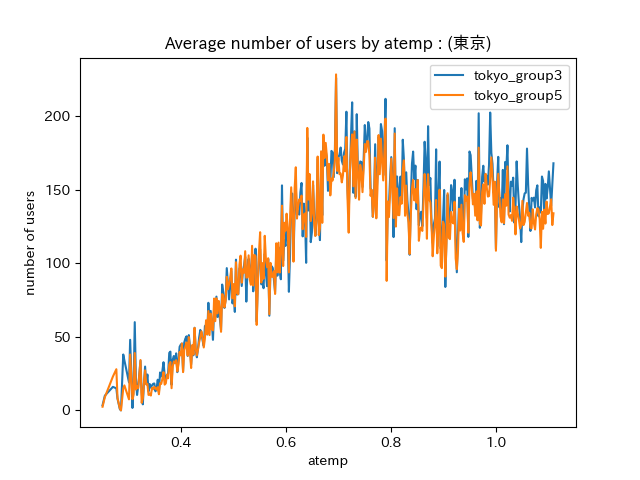 Average number of users by atemp : (東京)
tokyo_group3
tokyo_group5
number of users
200
150
100
50
0
0.4 0.6 0.8 1.0
atemp